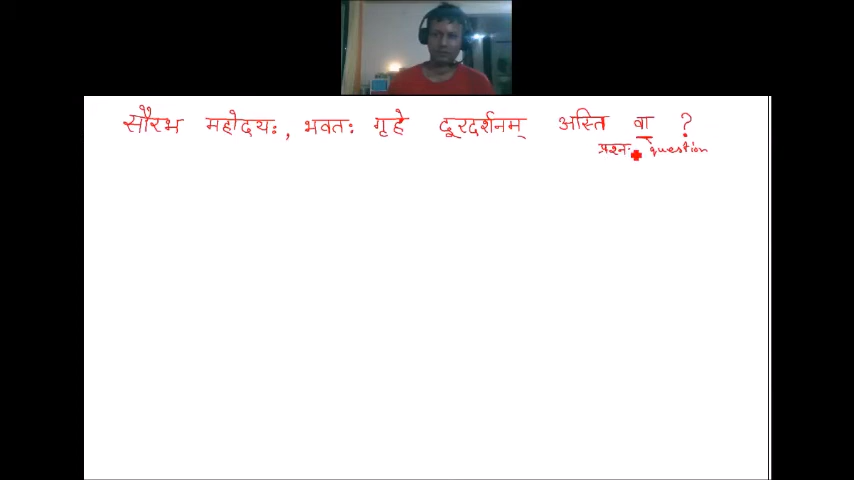 सौरभ महोदयः, भवतः गृहे दूरदर्शनम् अस्ति वा ?
प्रश्नः question